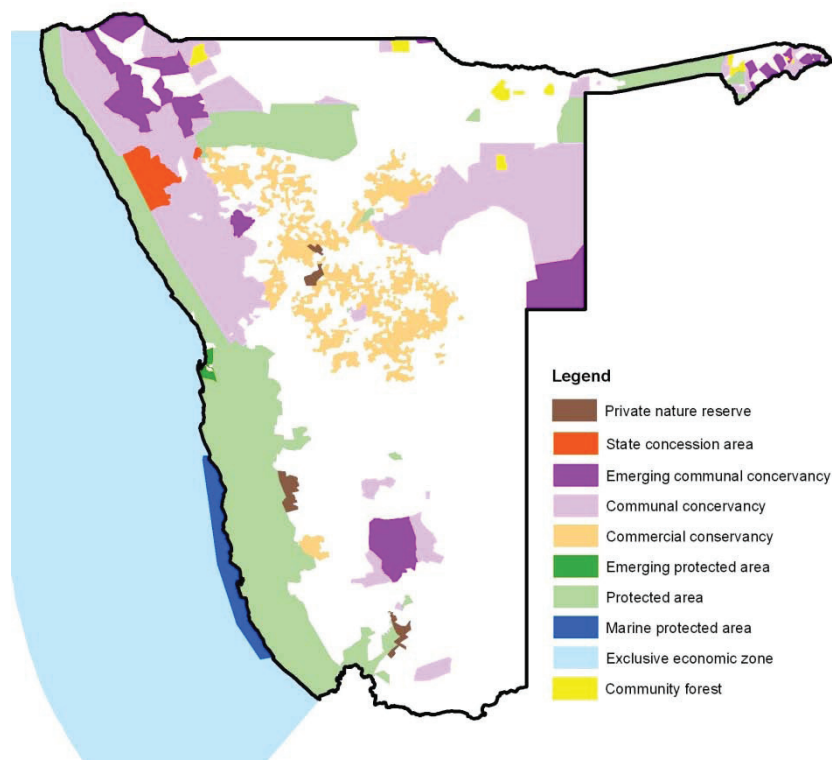 Legend
Private nature reserve
State concession area
Emerging communal concervancy
Communal concervancy
Commercial conservancy
Emerging protected area
Protected area
Marine protected area
Exclusive economic zone
Community forest